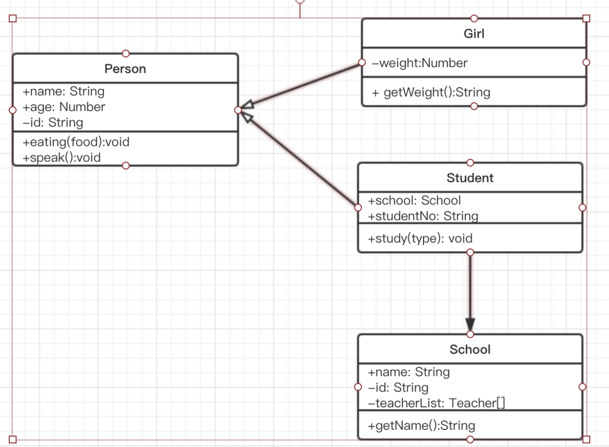 Girl
-weight:Number
+ getWeight():String
Person
+name: String
+age: Number
-id: String
+eating(food):void
+speak():void
Student
+school: School
+studentNo: String
+study(type): void
School
+name: String
-id: String
-teacherList: Teacher[]
+getName():String